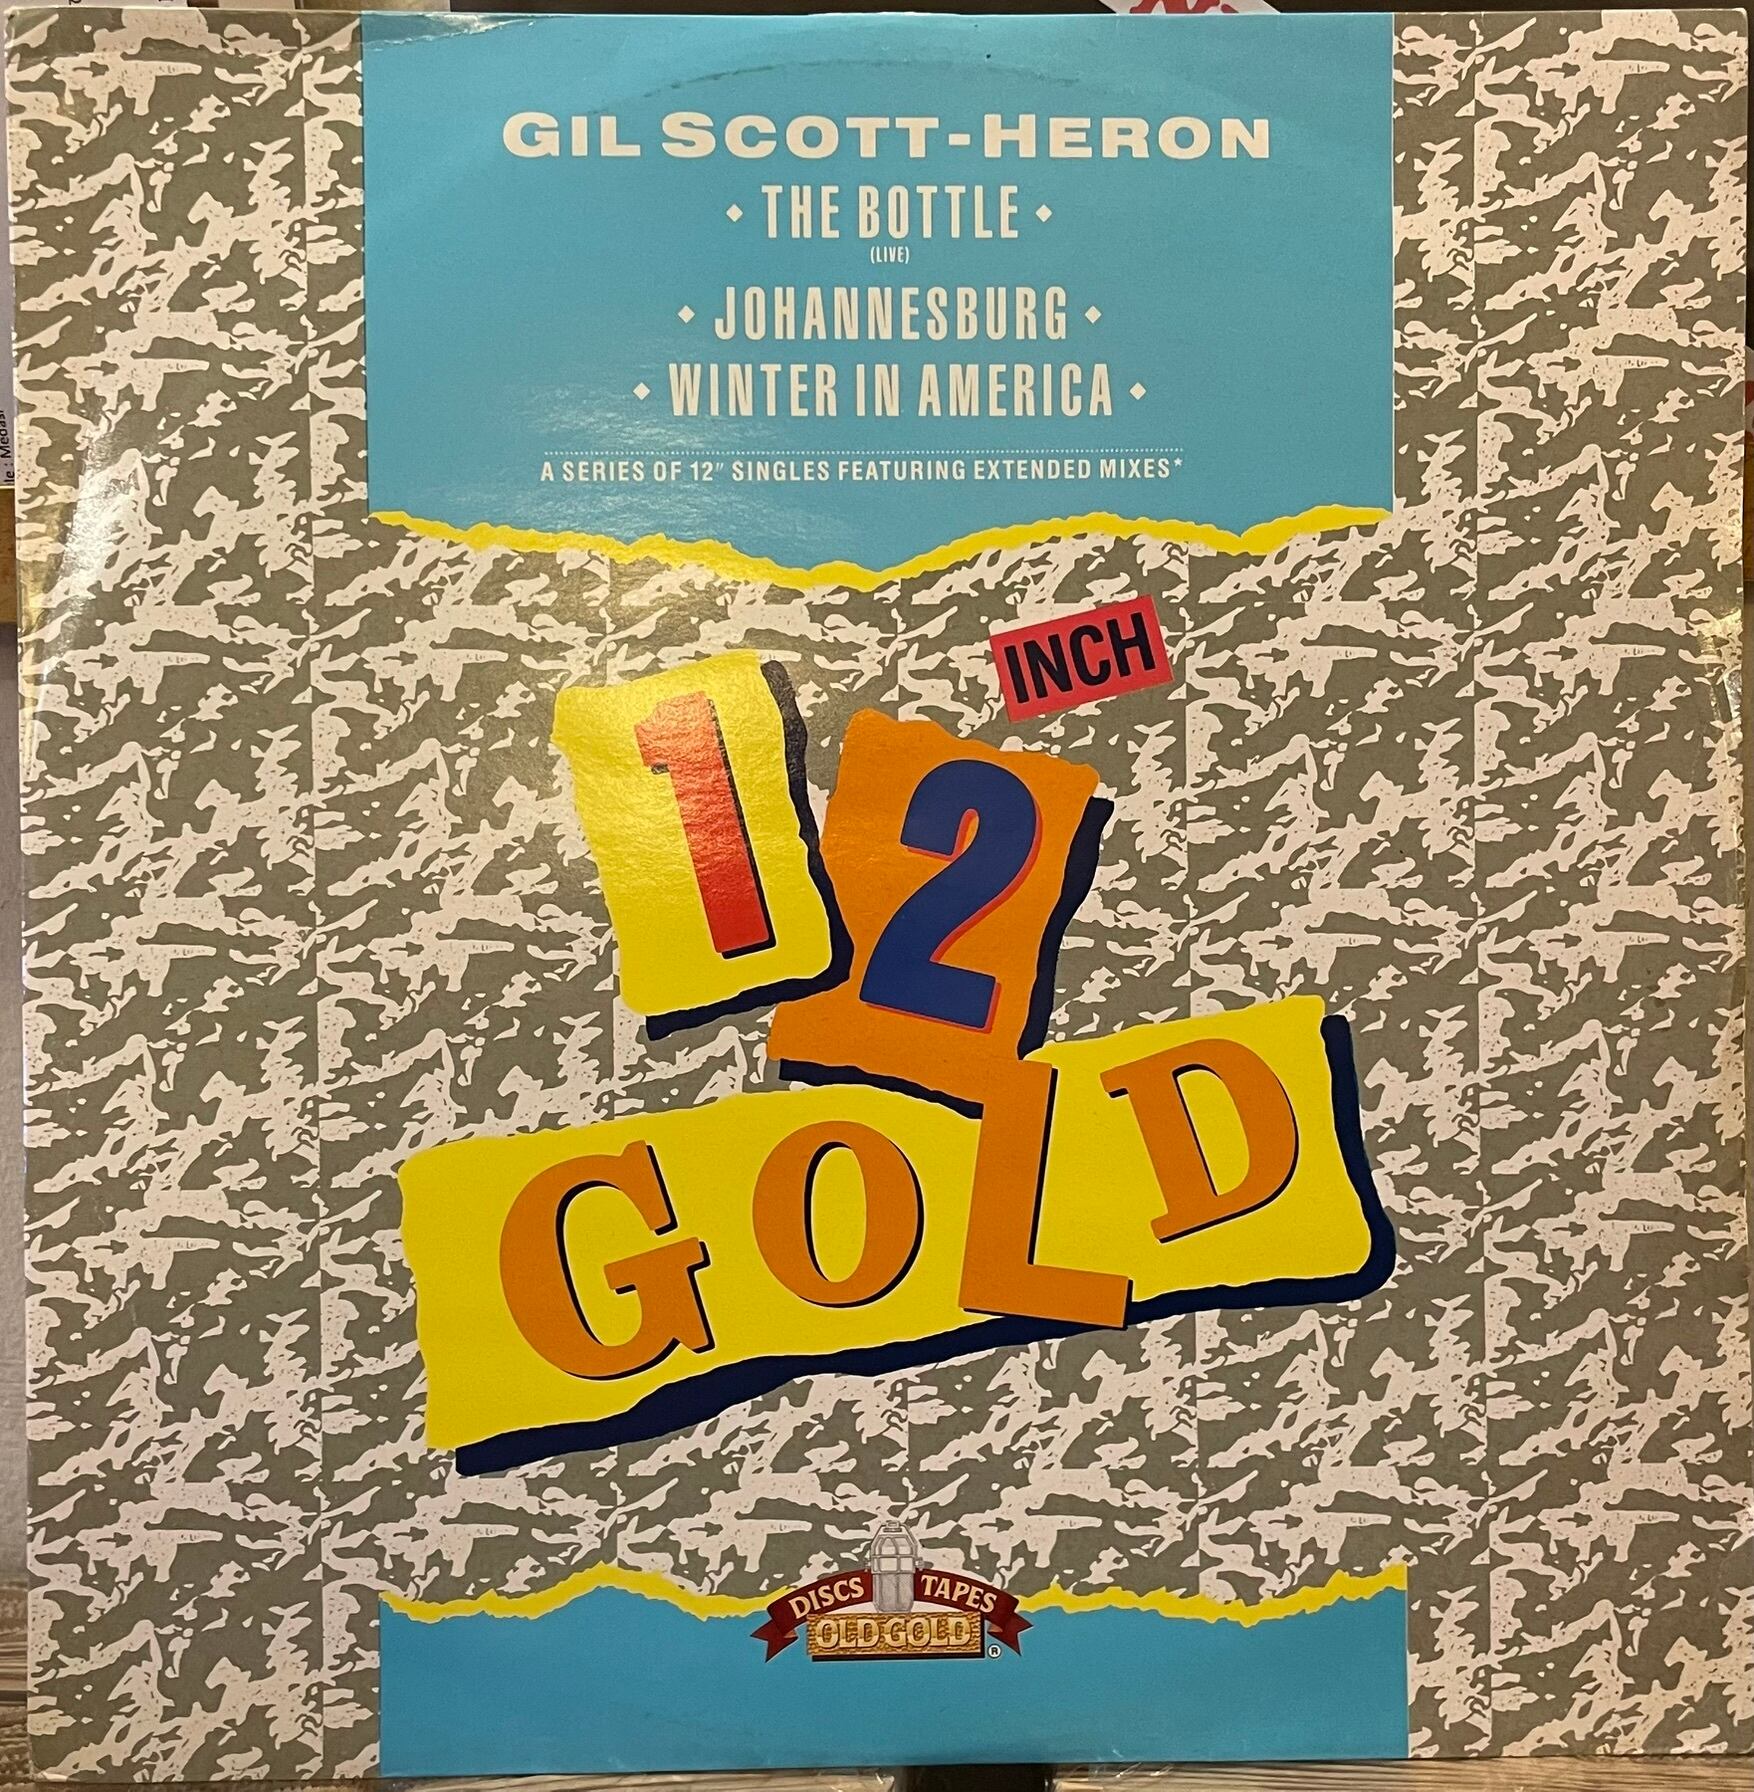 GIL SCOTT-HERON
• THE BOTTLE •
(LIVE)
• JOHANNESBURG •
• WINTER IN AMERICA •
A SERIES OF 12" SINGLES FEATURING EXTENDED MIXES*
INCH
12
GOLD
DISCS TAPES
OLD GOLD
®